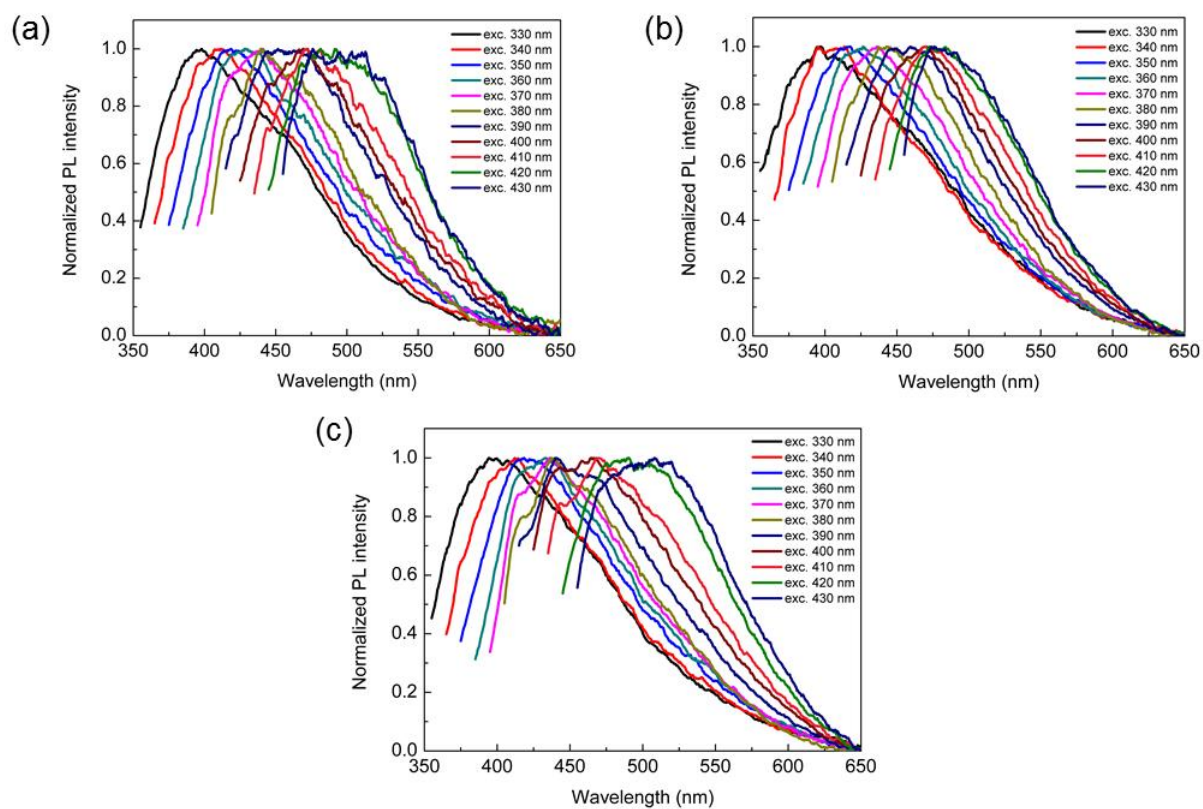 (a)
Normalized PL intensity
1.0
0.8
0.6
0.4
0.2
0.0
350 400 450 500 550 600 650
Wavelength (nm)
exc. 330 nm
exc. 340 nm
exc. 350 nm
exc. 360 nm
exc. 370 nm
exc. 380 nm
exc. 390 nm
exc. 400 nm
exc. 410 nm
exc. 420 nm
exc. 430 nm
(b)
Normalized PL intensity
1.0
0.8
0.6
0.4
0.2
0.0
350 400 450 500 550 600 650
Wavelength (nm)
exc. 330 nm
exc. 340 nm
exc. 350 nm
exc. 360 nm
exc. 370 nm
exc. 380 nm
exc. 390 nm
exc. 400 nm
exc. 410 nm
exc. 420 nm
exc. 430 nm
(c)
Normalized PL intensity
1.0
0.8
0.6
0.4
0.2
0.0
350 400 450 500 550 600 650
Wavelength (nm)
exc. 330 nm
exc. 340 nm
exc. 350 nm
exc. 360 nm
exc. 370 nm
exc. 380 nm
exc. 390 nm
exc. 400 nm
exc. 410 nm
exc. 420 nm
exc. 430 nm